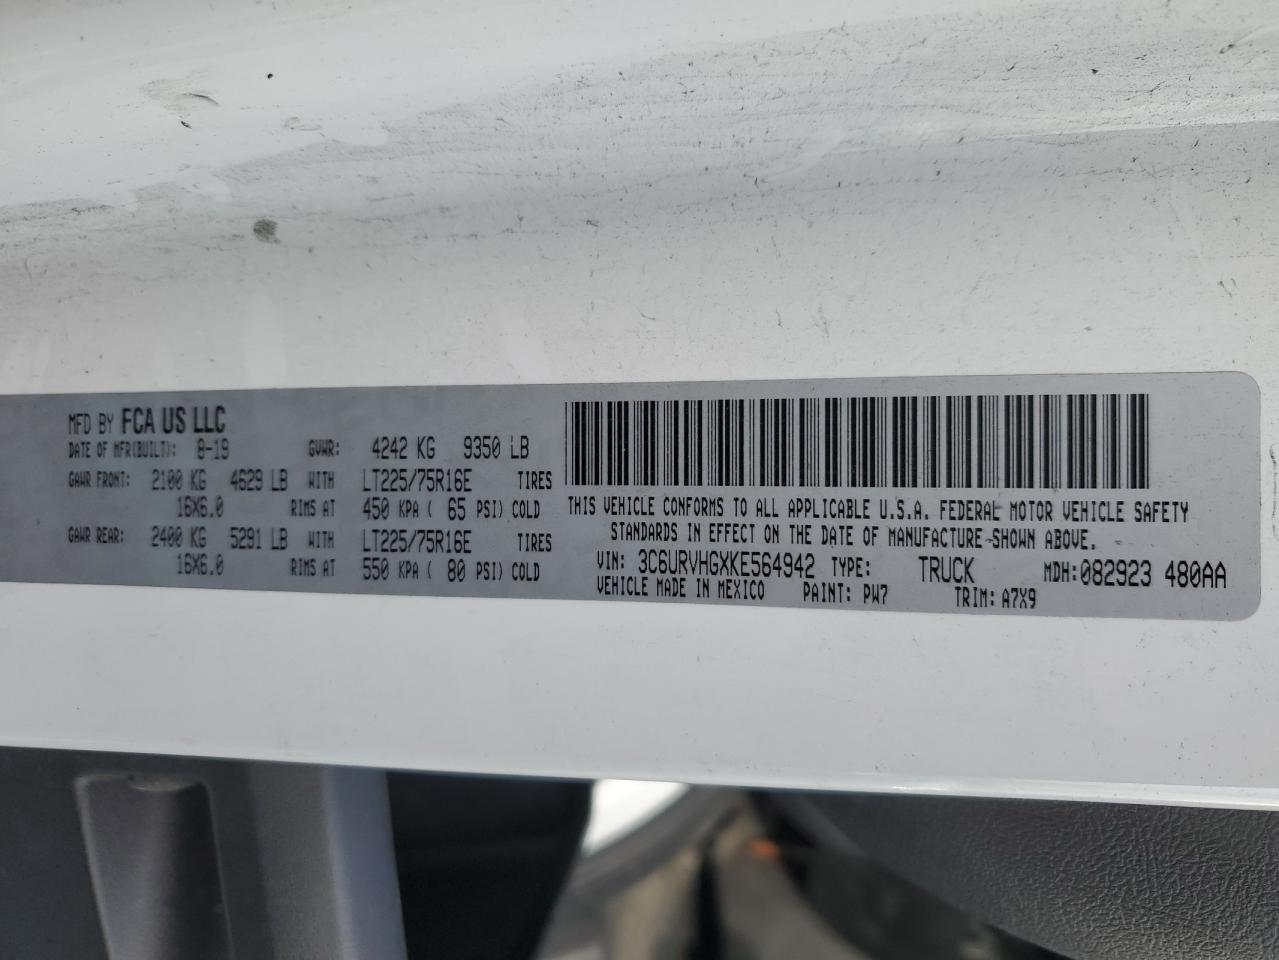 MFD BY FCA US LLC
DATE OF MFR(BUILT): 8-19 GVWR: 4242 KG 9350 LB
GAWR FRONT: 2100 KG 4629 LB WITH LT225/75R16E TIRES
16X6.0 RIMS AT 450 KPA ( 65 PSI) COLD
GAWR REAR: 2400 KG 5291 LB WITH LT225/75R16E TIRES
16X6.0 RIMS AT 550 KPA ( 80 PSI) COLD
THIS VEHICLE CONFORMS TO ALL APPLICABLE U.S.A. FEDERAL MOTOR VEHICLE SAFETY
STANDARDS IN EFFECT ON THE DATE OF MANUFACTURE SHOWN ABOVE.
VIN: 3C6URVHGXKE564942 TYPE: TRUCK MDH:082923 480AA
VEHICLE MADE IN MEXICO PAINT: PW7 TRIM: A7X9